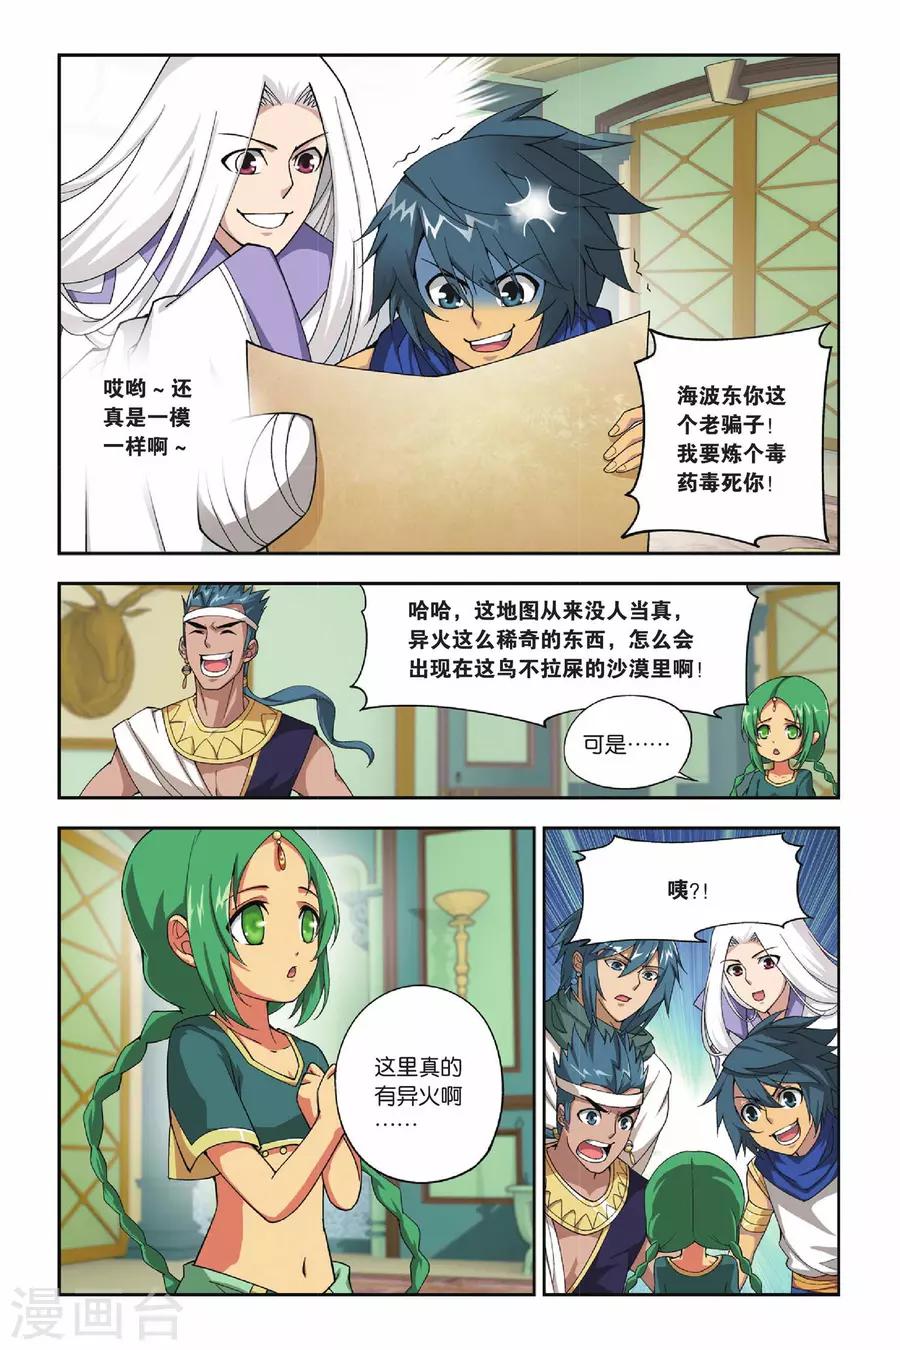 哎哟～还
真是一模
一样啊～
海波东你这
个老骗子！
我要炼个毒
药毒死你！
哈哈，这地图从来没人当真，
异火这么稀奇的东西，怎么会
出现在这鸟不拉屎的沙漠里啊！
可是……
这里真的
有异火啊
……
咦?!
漫画台